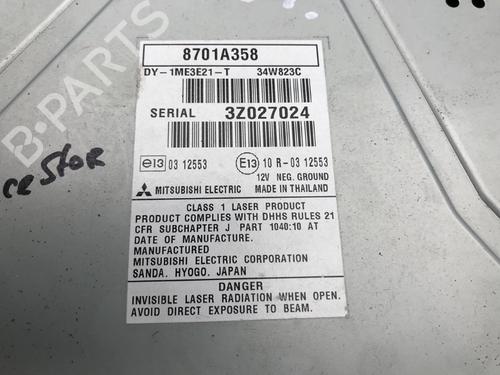 8701A358
DY-1ME3E21-T 34W823C
SERIAL 3Z027024
e13 03 12553 E13 10 R-03 12553
12V NEG. GROUND
MITSUBISHI ELECTRIC MADE IN THAILAND
CLASS 1 LASER PRODUCT
PRODUCT COMPLIES WITH DHHS RULES 21
CFR SUBCHAPTER J PART 1040:10 AT
DATE OF MANUFACTURE.
MANUFACTURED
MITSUBISHI ELECTRIC CORPORATION
SANDA. HYOGO. JAPAN
DANGER
INVISIBLE LASER RADIATION WHEN OPEN.
AVOID DIRECT EXPOSURE TO BEAM.
B-PARTS